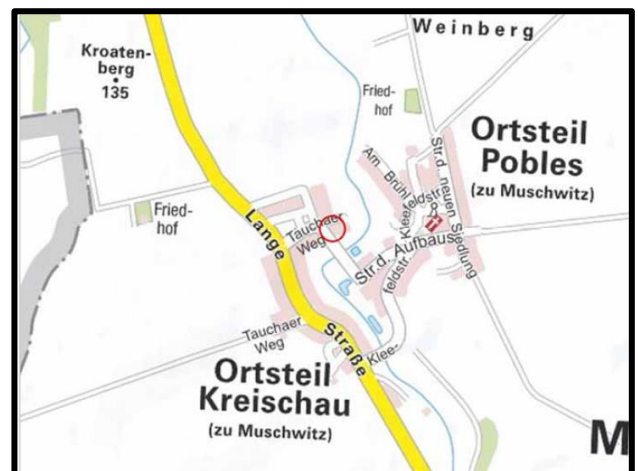 Weinberg
Kroaten-
berg
135
Fried-
hof
Ortsteil
Pobles
(zu Muschwitz)
Am Brühl
Kleefeldstr.
Str.d. neuen Siedlung
Fried-
hof
Lange
Tauchaer
Weg
Str.d. Aufbaus
feldstr.
Tauchaer
Weg
Straße
Klee-
Ortsteil
Kreischau
(zu Muschwitz)
M